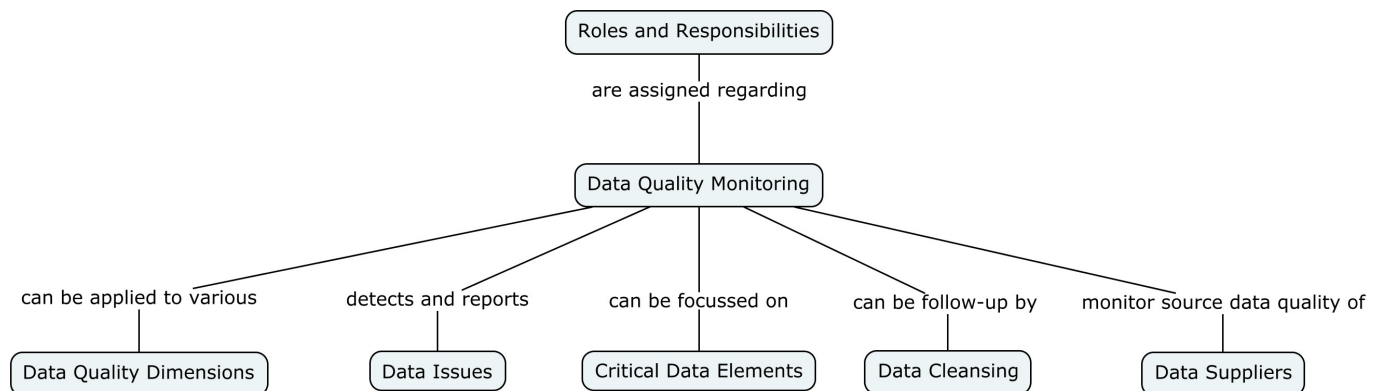 Roles and Responsibilities
are assigned regarding
Data Quality Monitoring
can be applied to various
detects and reports
can be focussed on
can be follow-up by
monitor source data quality of
Data Quality Dimensions
Data Issues
Critical Data Elements
Data Cleansing
Data Suppliers